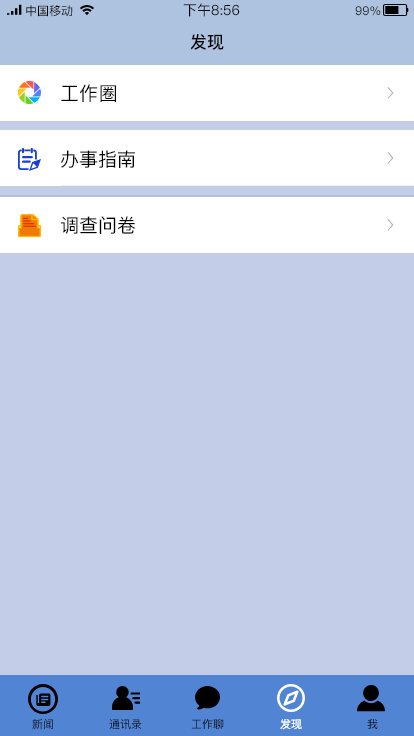 中国移动 下午8:56 99%
发现
工作圈
办事指南
调查问卷
新闻 通讯录 工作聊 发现 我